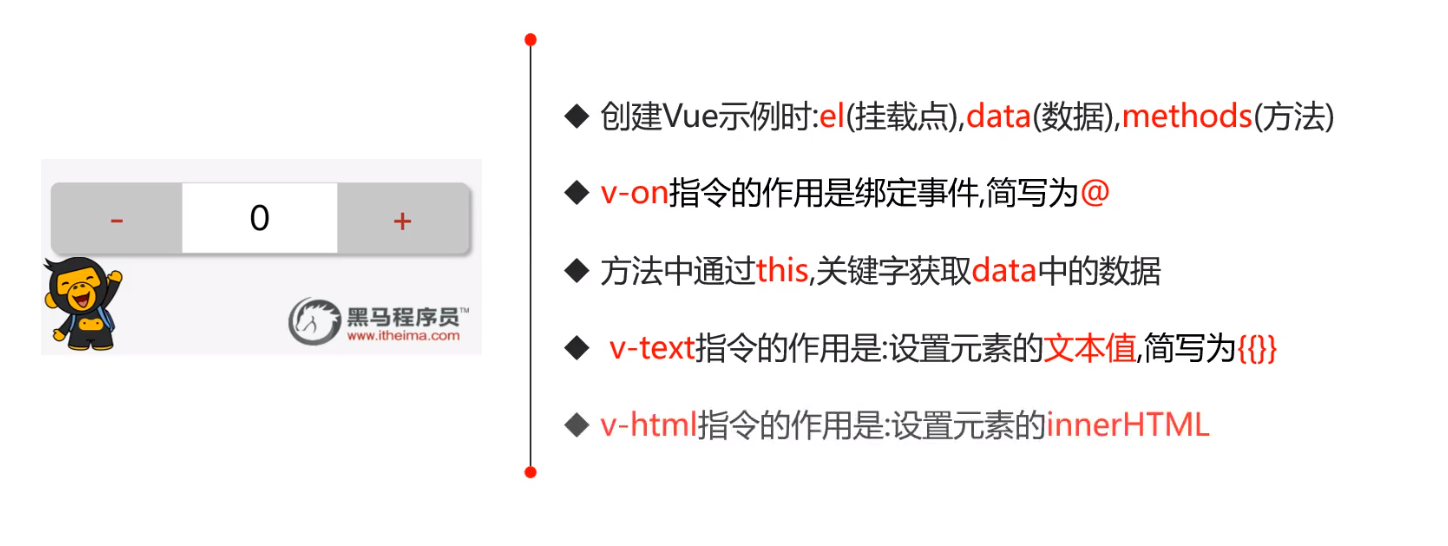 - 0 +
黑马程序员™
www.itheima.com
◆ 创建Vue示例时:el(挂载点),data(数据),methods(方法)
◆ v-on指令的作用是绑定事件,简写为@
◆ 方法中通过this,关键字获取data中的数据
◆ v-text指令的作用是:设置元素的文本值,简写为{{}}
◆ v-html指令的作用是:设置元素的innerHTML